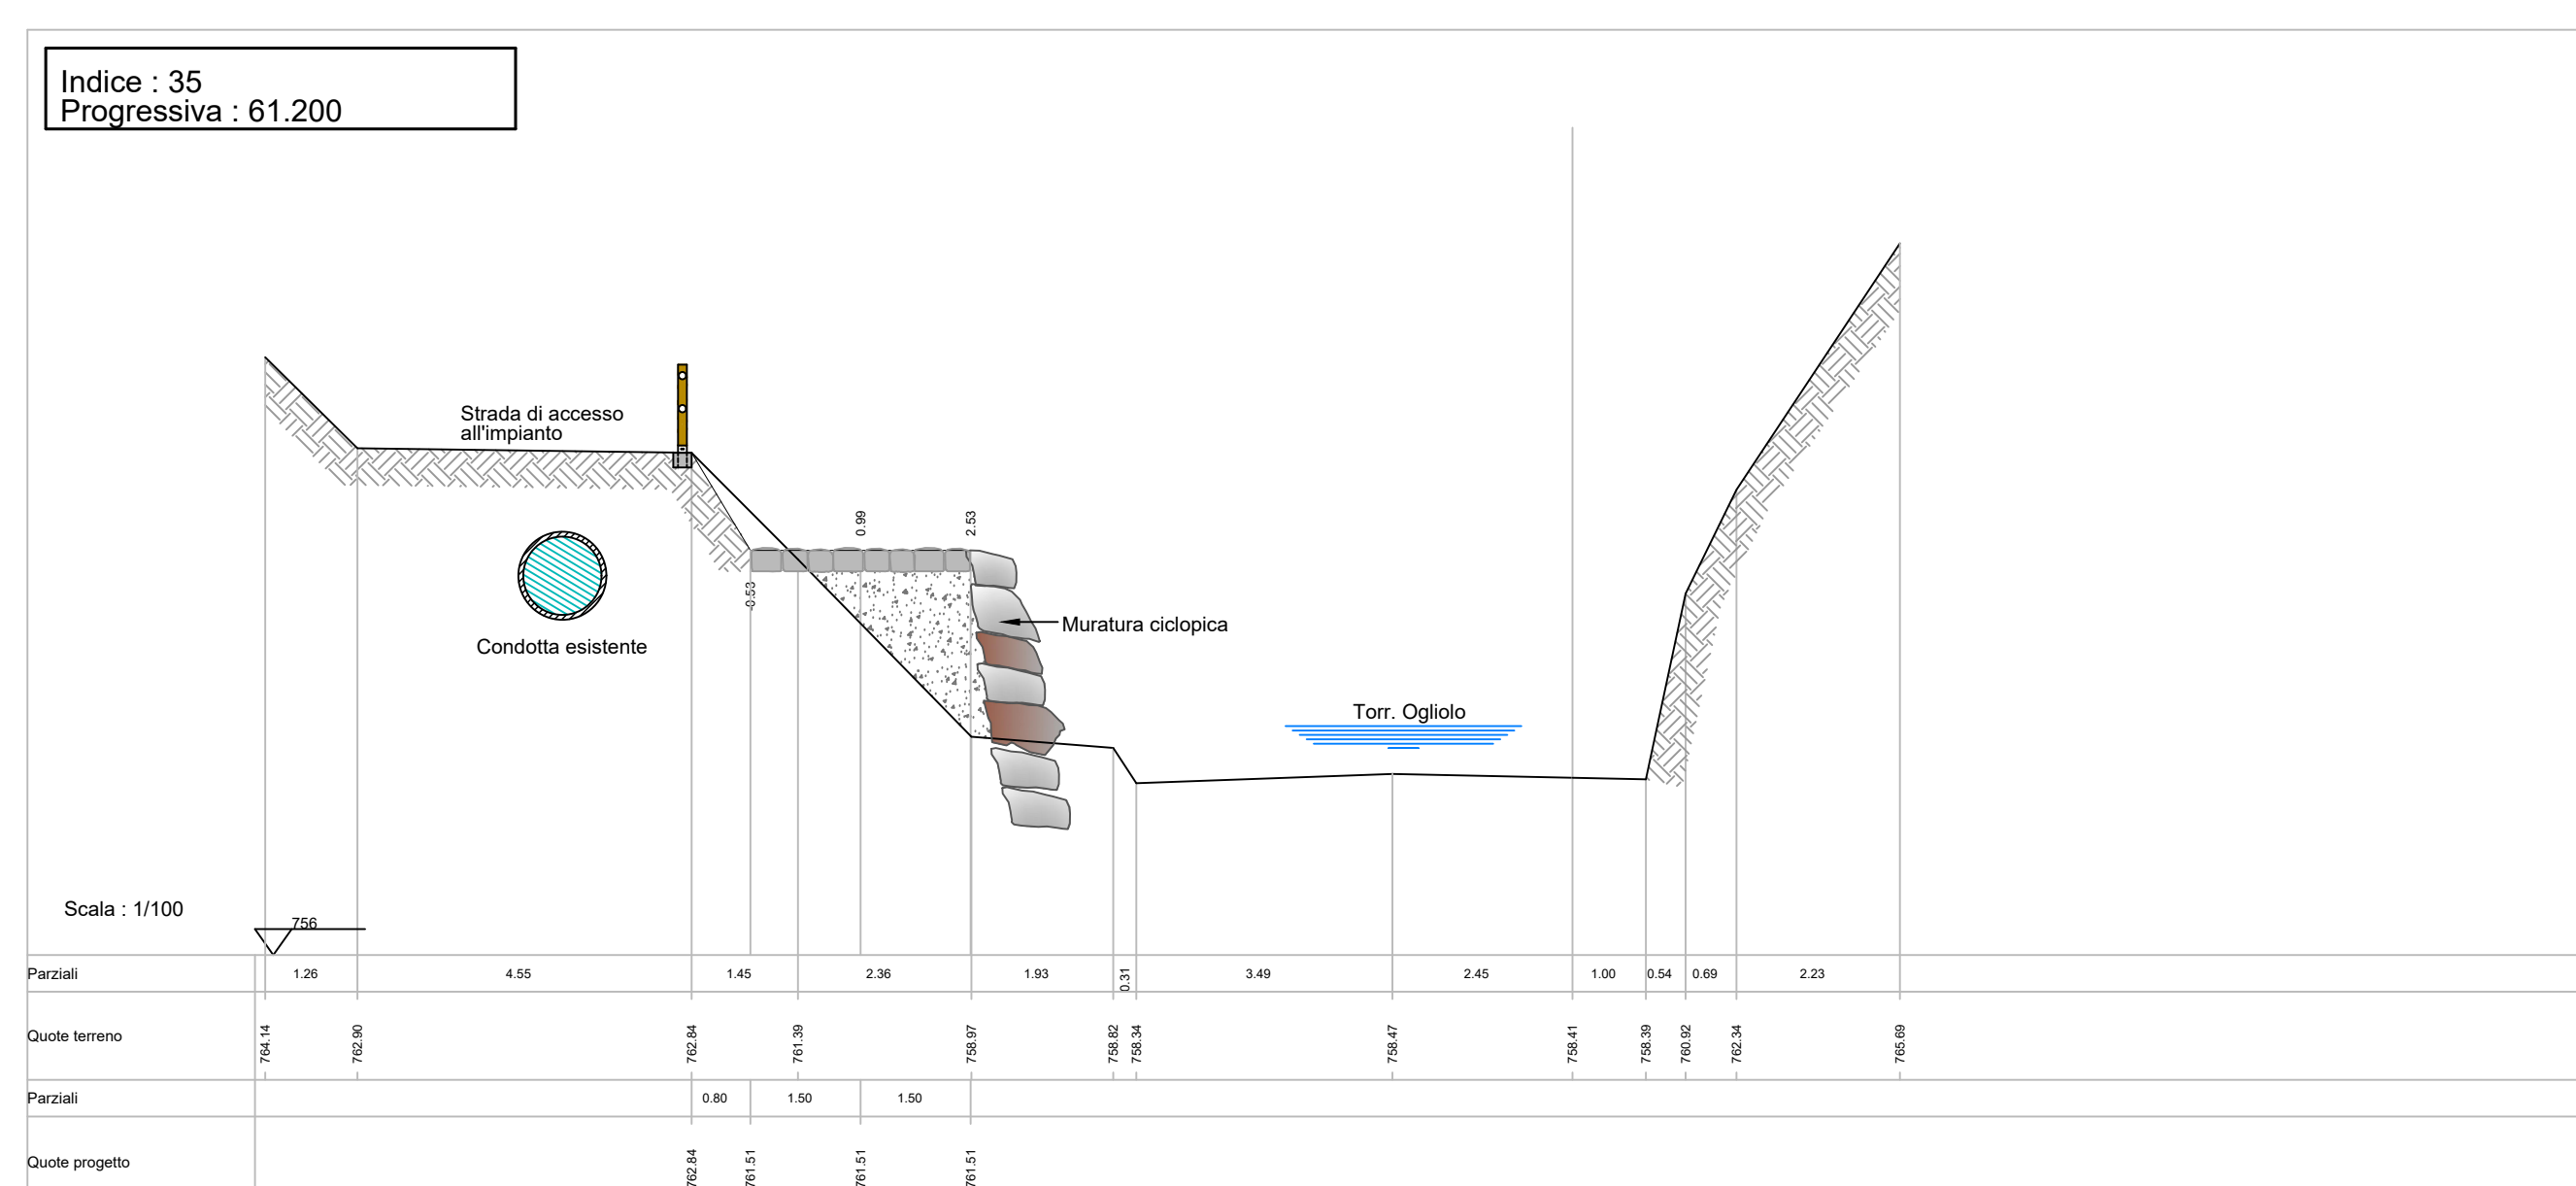 Indice : 35
Progressiva : 61.200
Strada di accesso
all'impianto
0.99
2.53
-0.53
Muratura ciclopica
Condotta esistente
Torr. Ogliolo
Scala : 1/100
756
Parziali 1.26 4.55 1.45 2.36 1.93 0.31 3.49 2.45 1.00 0.54 0.69 2.23
Quote terreno 764.14 762.90 762.84 761.39 758.97 758.82 758.34 758.47 758.41 758.39 760.92 762.34 765.69
Parziali 0.80 1.50 1.50
Quote progetto 762.84 761.51 761.51 761.51